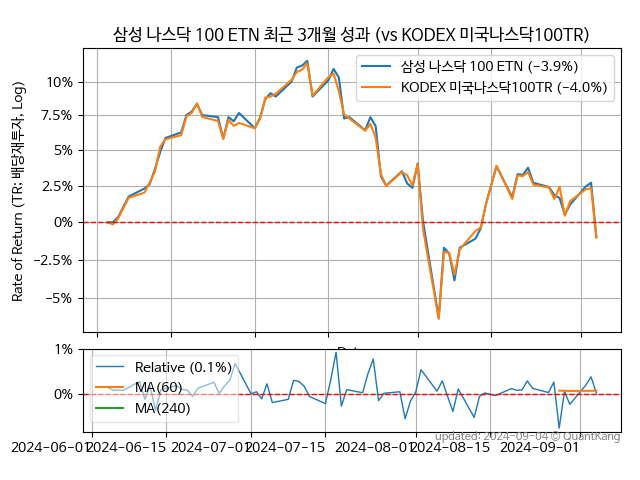 삼성 나스닥 100 ETN 최근 3개월 성과 (vs KODEX 미국나스닥100TR)
삼성 나스닥 100 ETN (−3.9%)
KODEX 미국나스닥100TR (−4.0%)
Rate of Return (TR: 배당재투자, Log)
10%
7.5%
5%
2.5%
0%
−2.5%
−5%
1%
0%
Relative (0.1%)
MA(60)
MA(240)
updated: 2024-09-04 © QuantKang
2024-06-01
2024-06-15
2024-07-01
2024-07-15
2024-08-01
2024-08-15
2024-09-01